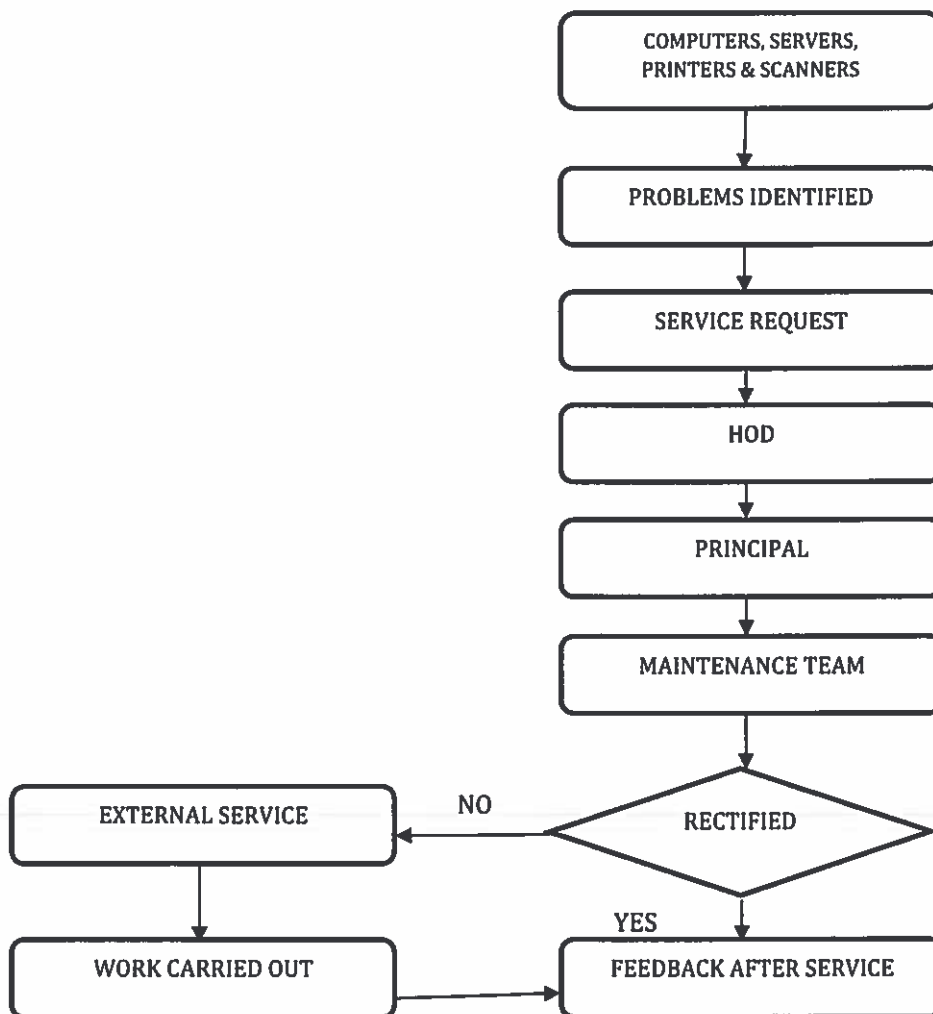 COMPUTERS, SERVERS,
PRINTERS & SCANNERS
PROBLEMS IDENTIFIED
SERVICE REQUEST
HOD
PRINCIPAL
MAINTENANCE TEAM
RECTIFIED
NO
EXTERNAL SERVICE
YES
WORK CARRIED OUT
FEEDBACK AFTER SERVICE